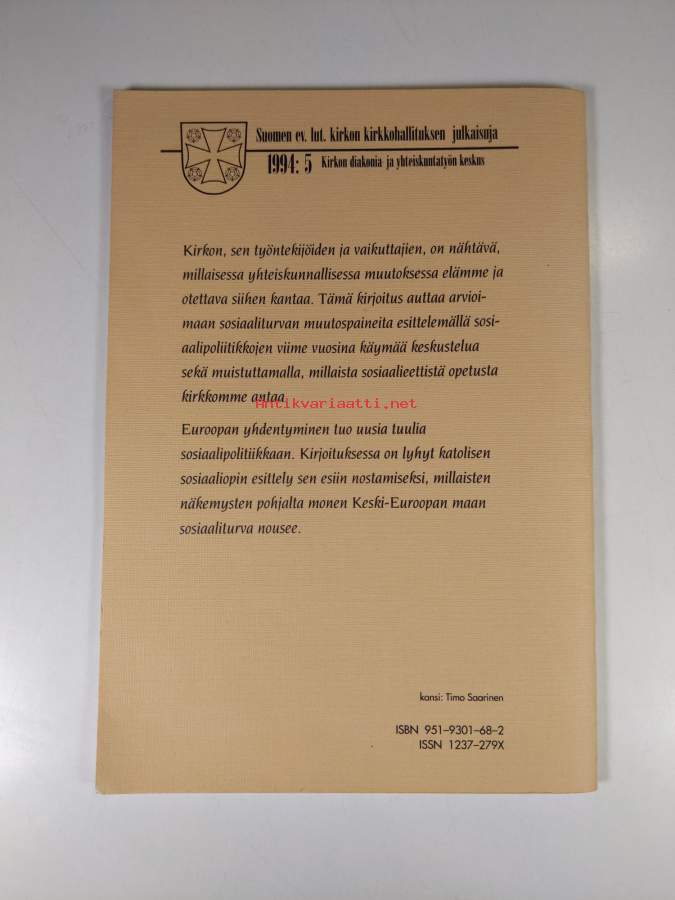 Suomen ev. lut. kirkon kirkkohallituksen julkaisuja
1994: 5 Kirkon diakonia ja yhteiskuntatyön keskus
Kirkon, sen työntekijöiden ja vaikuttajien, on nähtävä,
millaisessa yhteiskunnallisessa muutoksessa elämme ja
otettava siihen kantaa. Tämä kirjoitus auttaa arvioi-
maan sosiaaliturvan muutospaineita esittelemällä sosi-
aalipoliitikkojen viime vuosina käymää keskustelua
sekä muistuttamalla, millaista sosiaalieettistä opetusta
kirkkomme antaa.
Antikvariaatti.net
Euroopan yhdentyminen tuo uusia tuulia
sosiaalipolitiikkaan. Kirjoituksessa on lyhyt katolisen
sosiaaliopin esittely sen esiin nostamiseksi, millaisten
näkemysten pohjalta monen Keski-Euroopan maan
sosiaaliturva nousee.
kansi: Timo Saarinen
ISBN 951-9301-68-2
ISSN 1237-279X